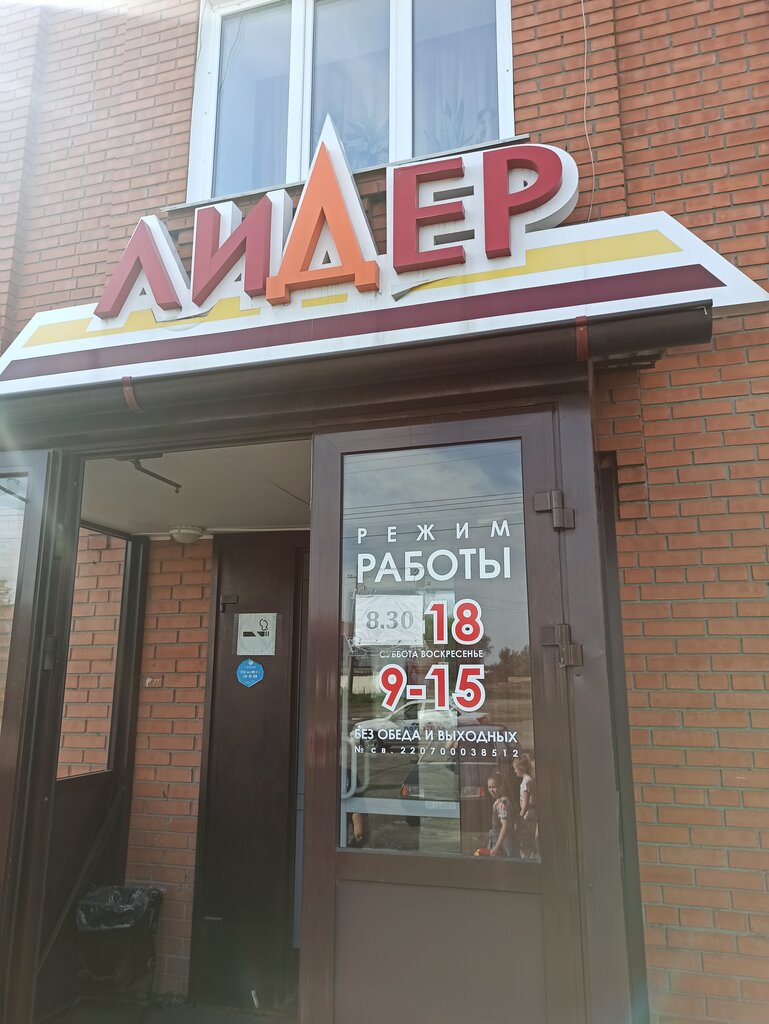 ЛИДЕР
РЕЖИМ
РАБОТЫ
8.30 18
СУББОТА ВОСКРЕСЕНЬЕ
9-15
БЕЗ ОБЕДА И ВЫХОДНЫХ
№ св. 220700038512